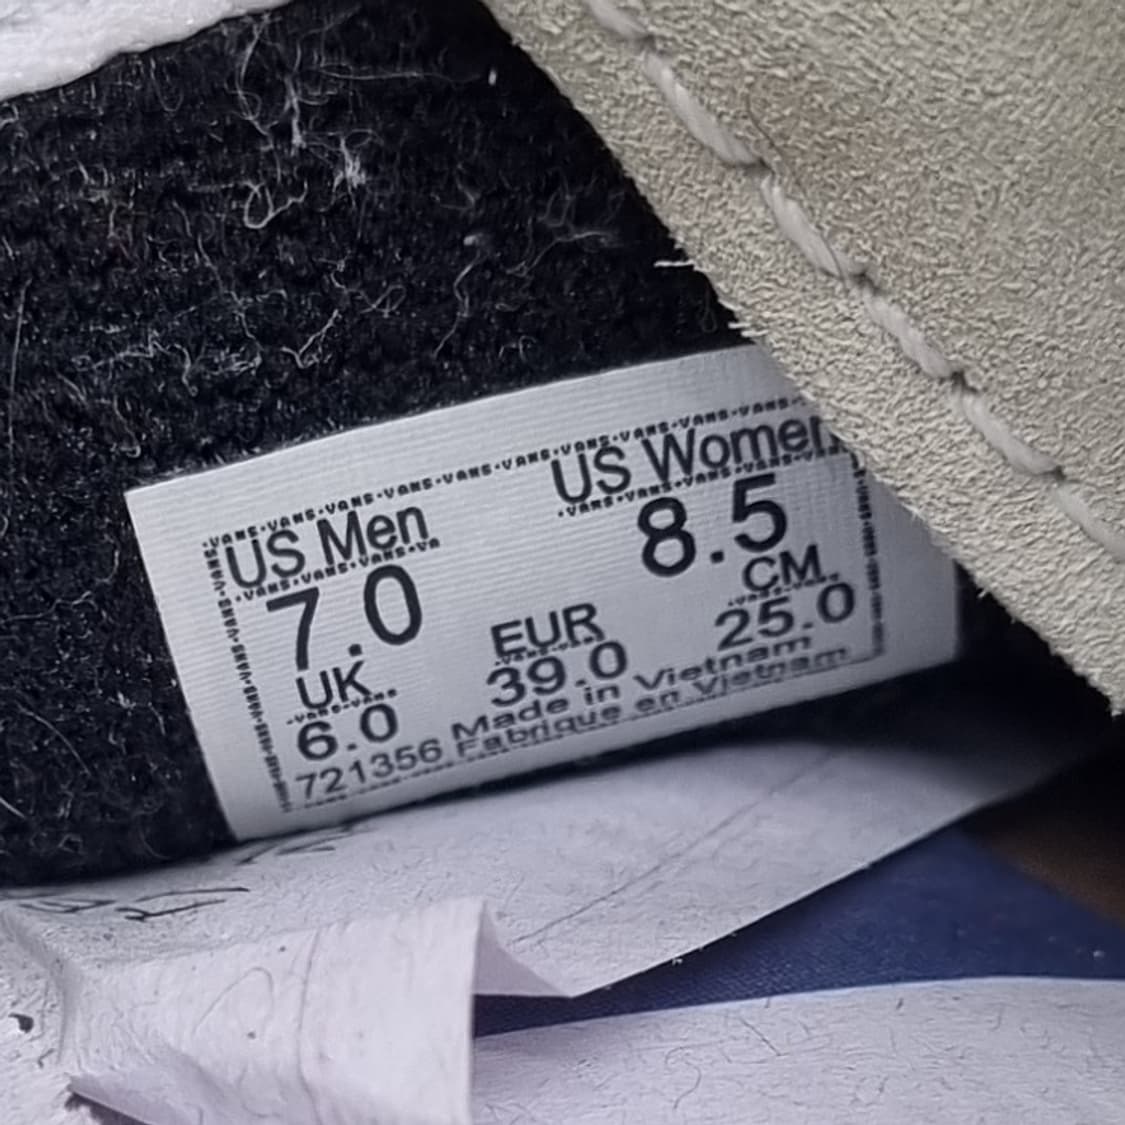 US Men
US Women
7.0
8.5
UK
EUR
CM
6.0
39.0
25.0
Made in Vietnam
721356 Fabrique en Vietnam